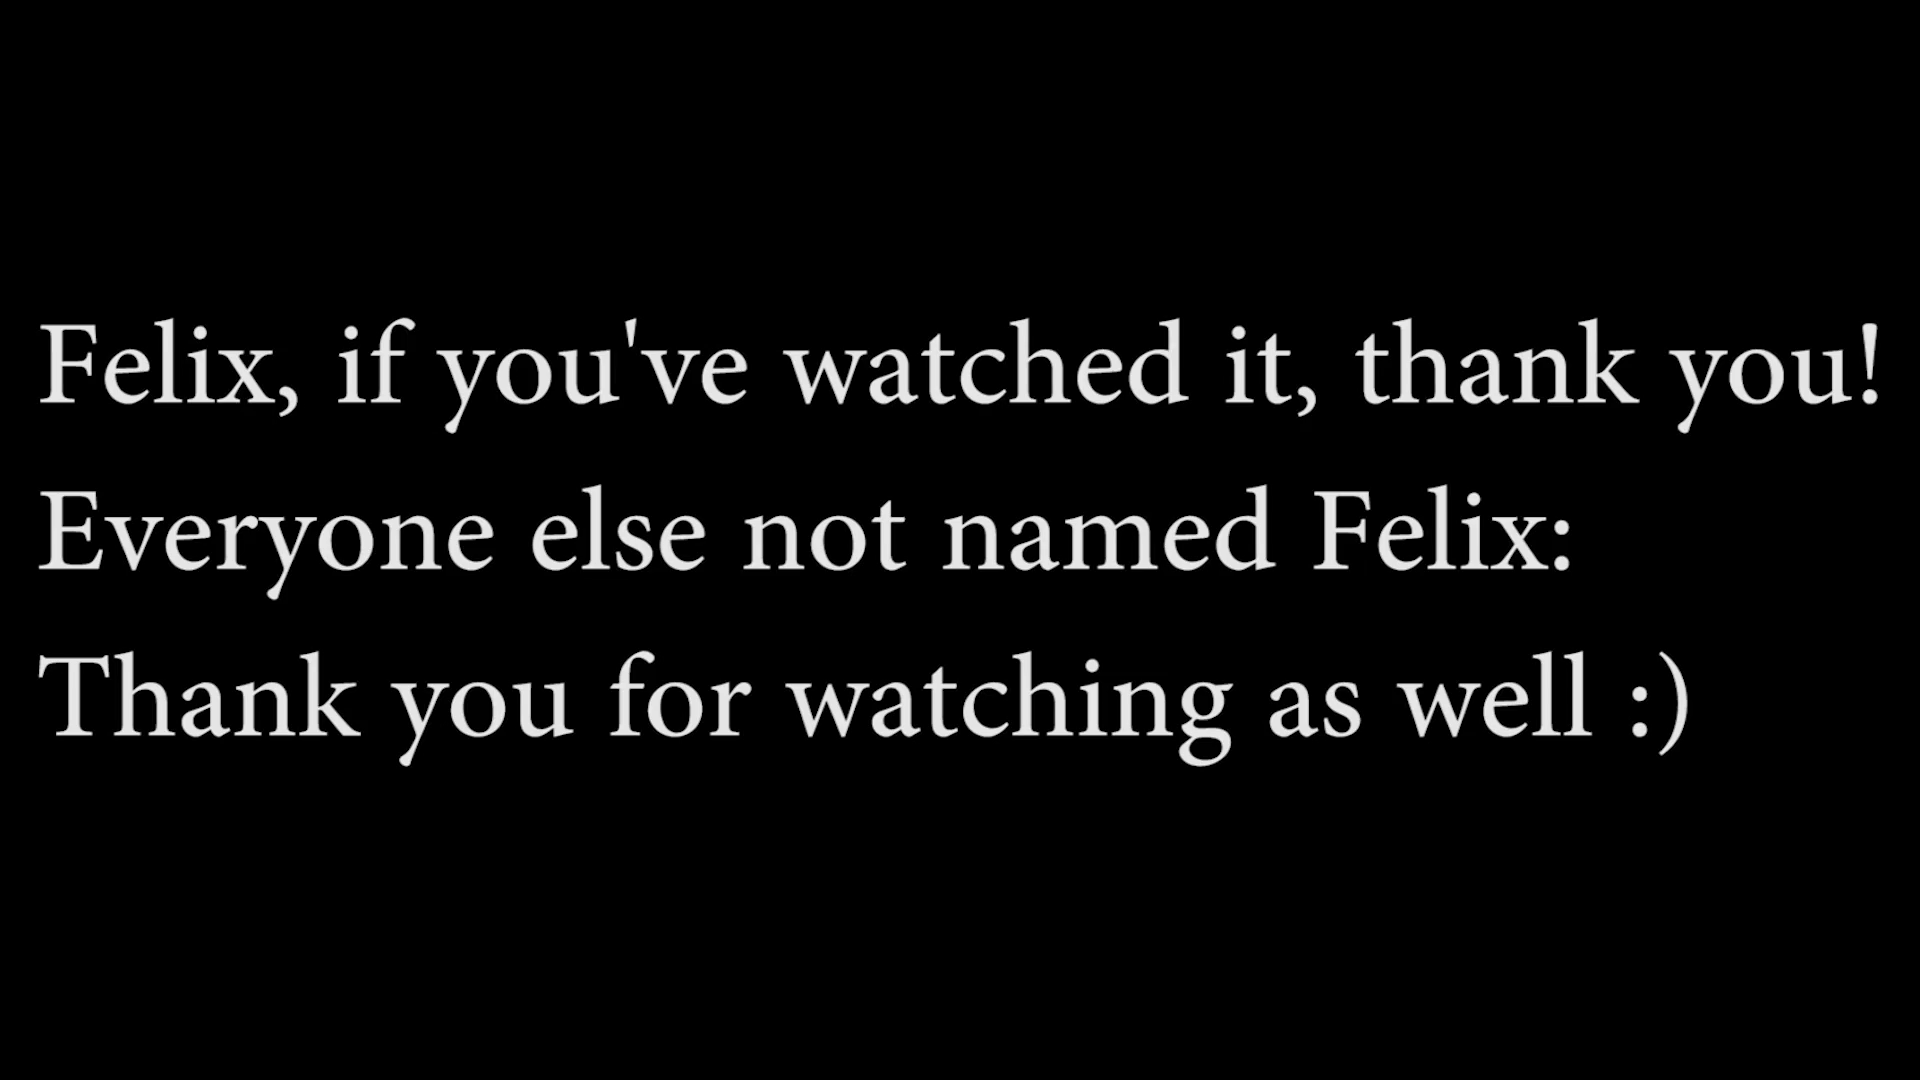 Felix, if you've watched it, thank you!
Everyone else not named Felix:
Thank you for watching as well :)